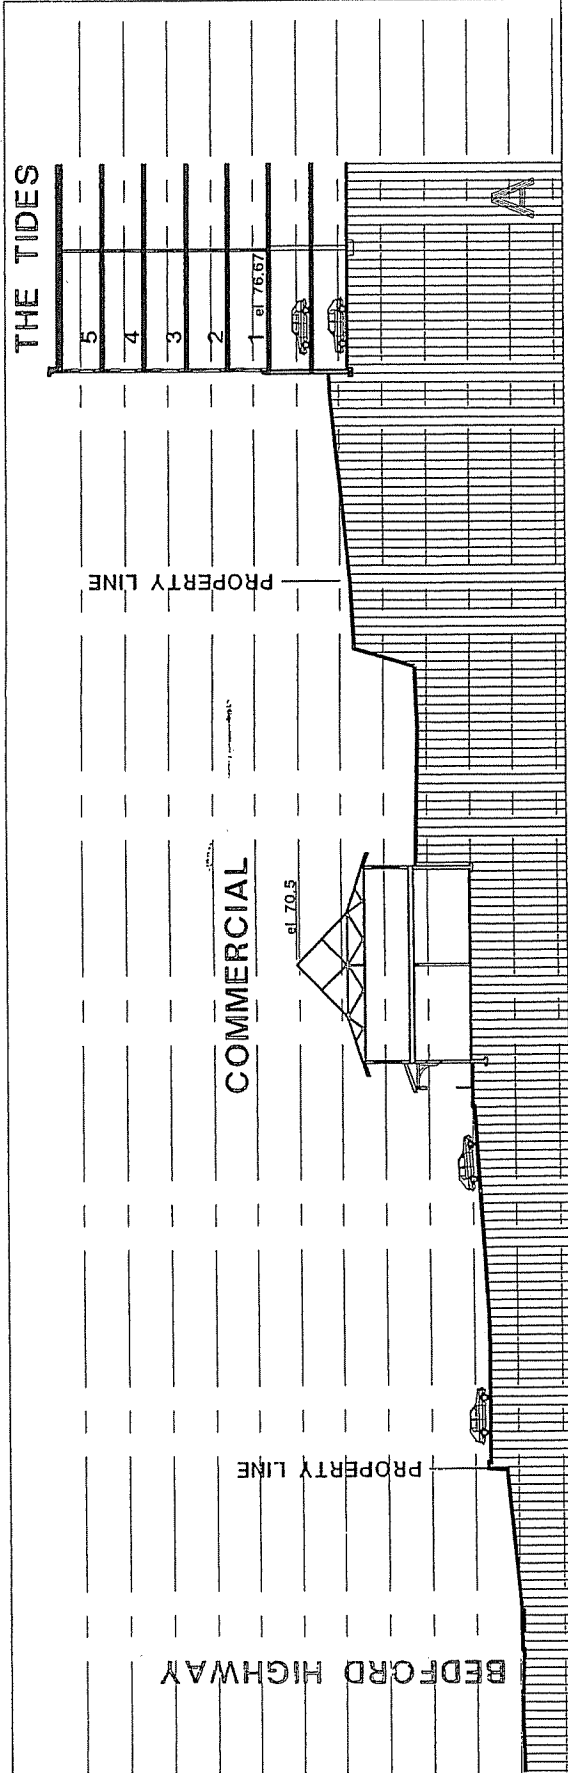 THE TIDES
5
4
3
2
1 el 76.67
A
PROPERTY LINE
COMMERCIAL
el 70.5
PROPERTY LINE
BEDFORD HIGHWAY